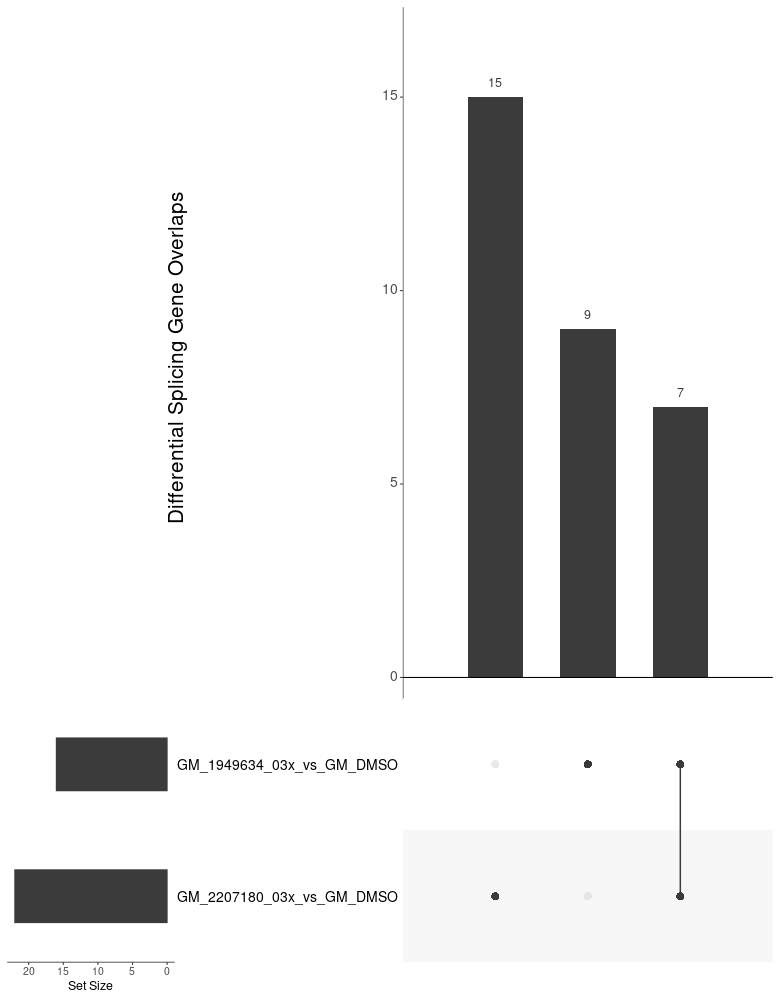 Differential Splicing Gene Overlaps
15
10
5
0
15
9
7
GM_1949634_03x_vs_GM_DMSO
GM_2207180_03x_vs_GM_DMSO
20 15 10 5 0
Set Size